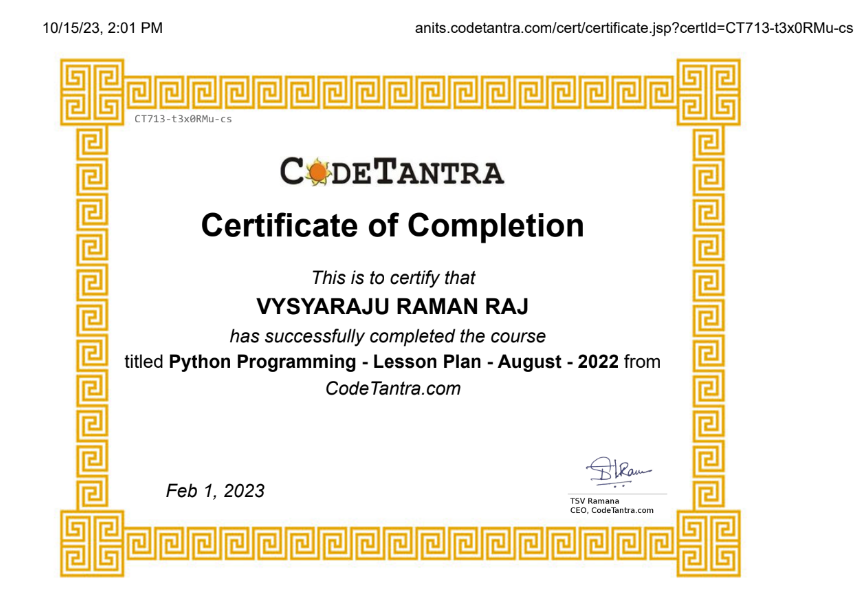 10/15/23, 2:01 PM
anits.codetantra.com/cert/certificate.jsp?certId=CT713-t3x0RMu-cs
CT713-t3x0RMu-cs
CODETANTRA
Certificate of Completion
This is to certify that
VYSYARAJU RAMAN RAJ
has successfully completed the course
titled Python Programming - Lesson Plan - August - 2022 from
CodeTantra.com
Feb 1, 2023
TSV Ramana
CEO, CodeTantra.com